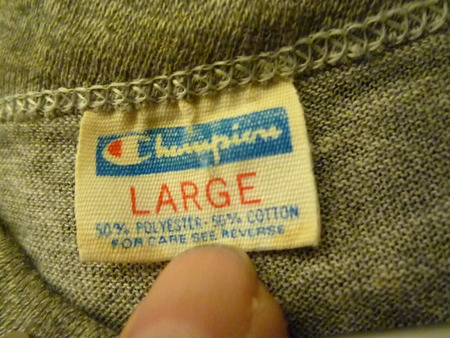 Champion
LARGE
50% POLYESTER-50% COTTON
FOR CARE SEE REVERSE